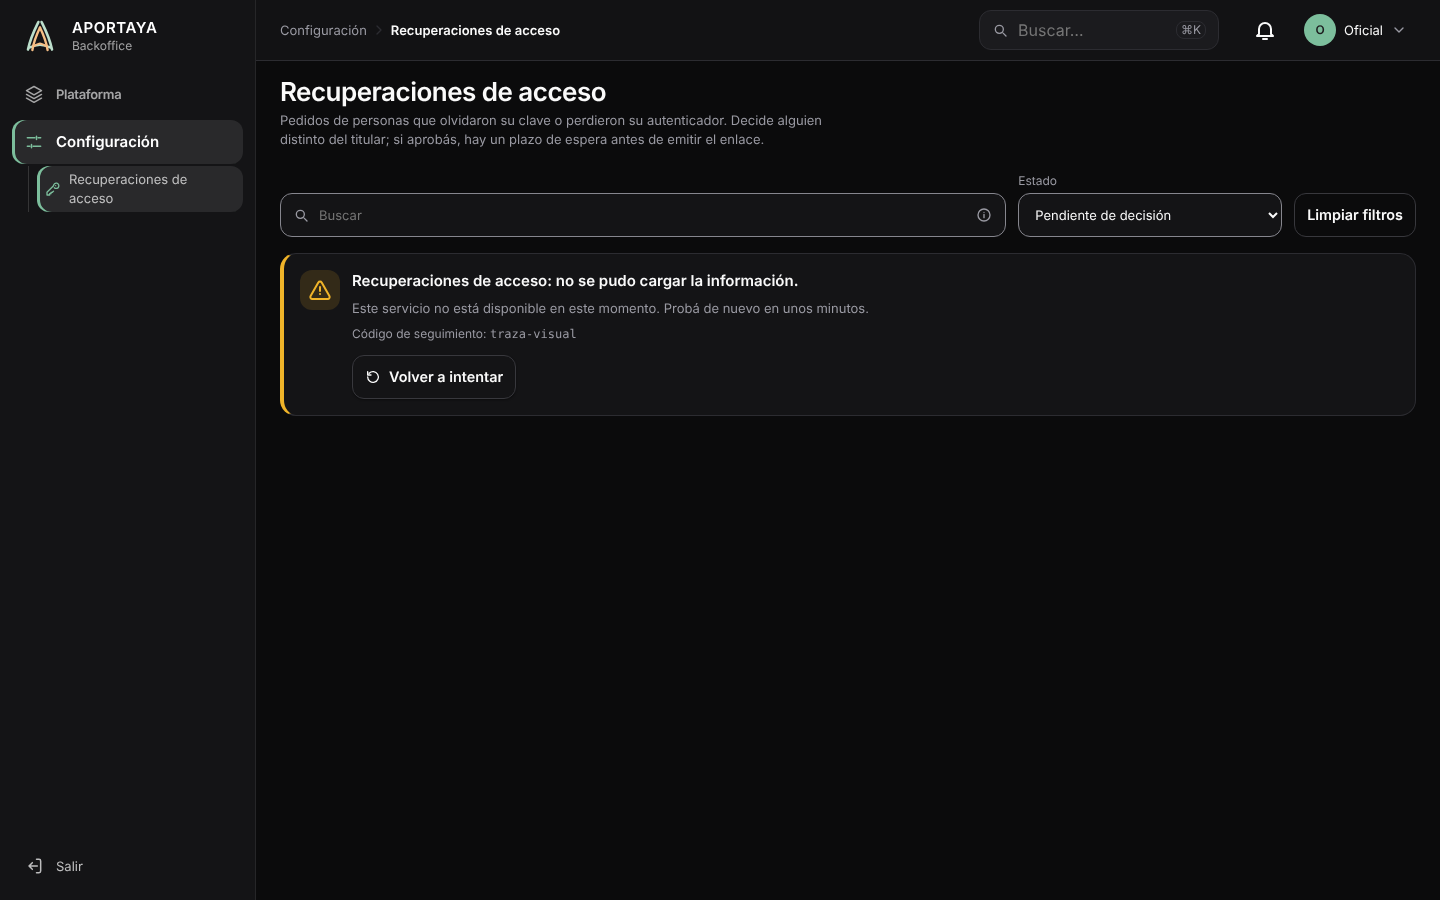 APORTAYA
Backoffice
Plataforma
Configuración
Recuperaciones de
acceso
Salir
Configuración
Recuperaciones de acceso
Buscar...
⌘K
O
Oficial
Recuperaciones de acceso
Pedidos de personas que olvidaron su clave o perdieron su autenticador. Decide alguien
distinto del titular; si aprobás, hay un plazo de espera antes de emitir el enlace.
Buscar
Estado
Pendiente de decisión
Limpiar filtros
Recuperaciones de acceso: no se pudo cargar la información.
Este servicio no está disponible en este momento. Probá de nuevo en unos minutos.
Código de seguimiento: traza-visual
Volver a intentar